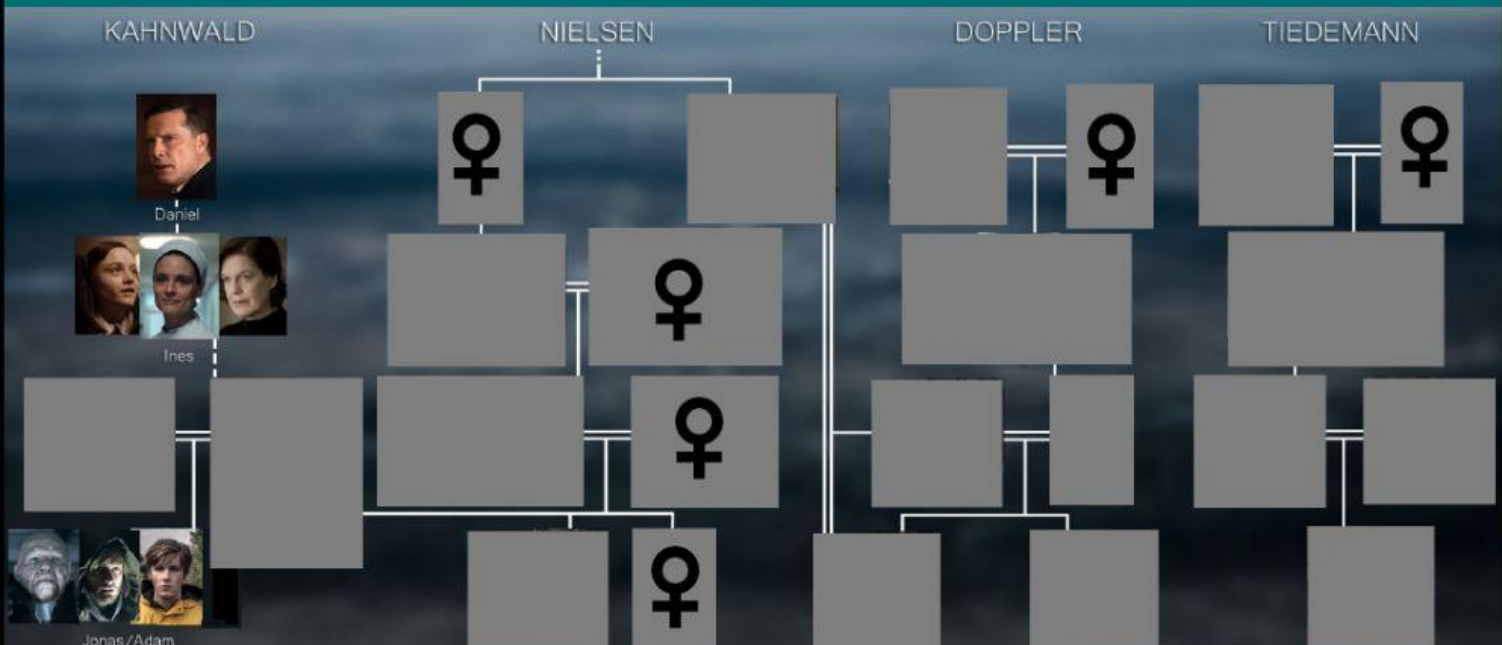 KAHNWALD
NIELSEN
DOPPLER
TIEDEMANN
Daniel
Ines
Jonas/Adam